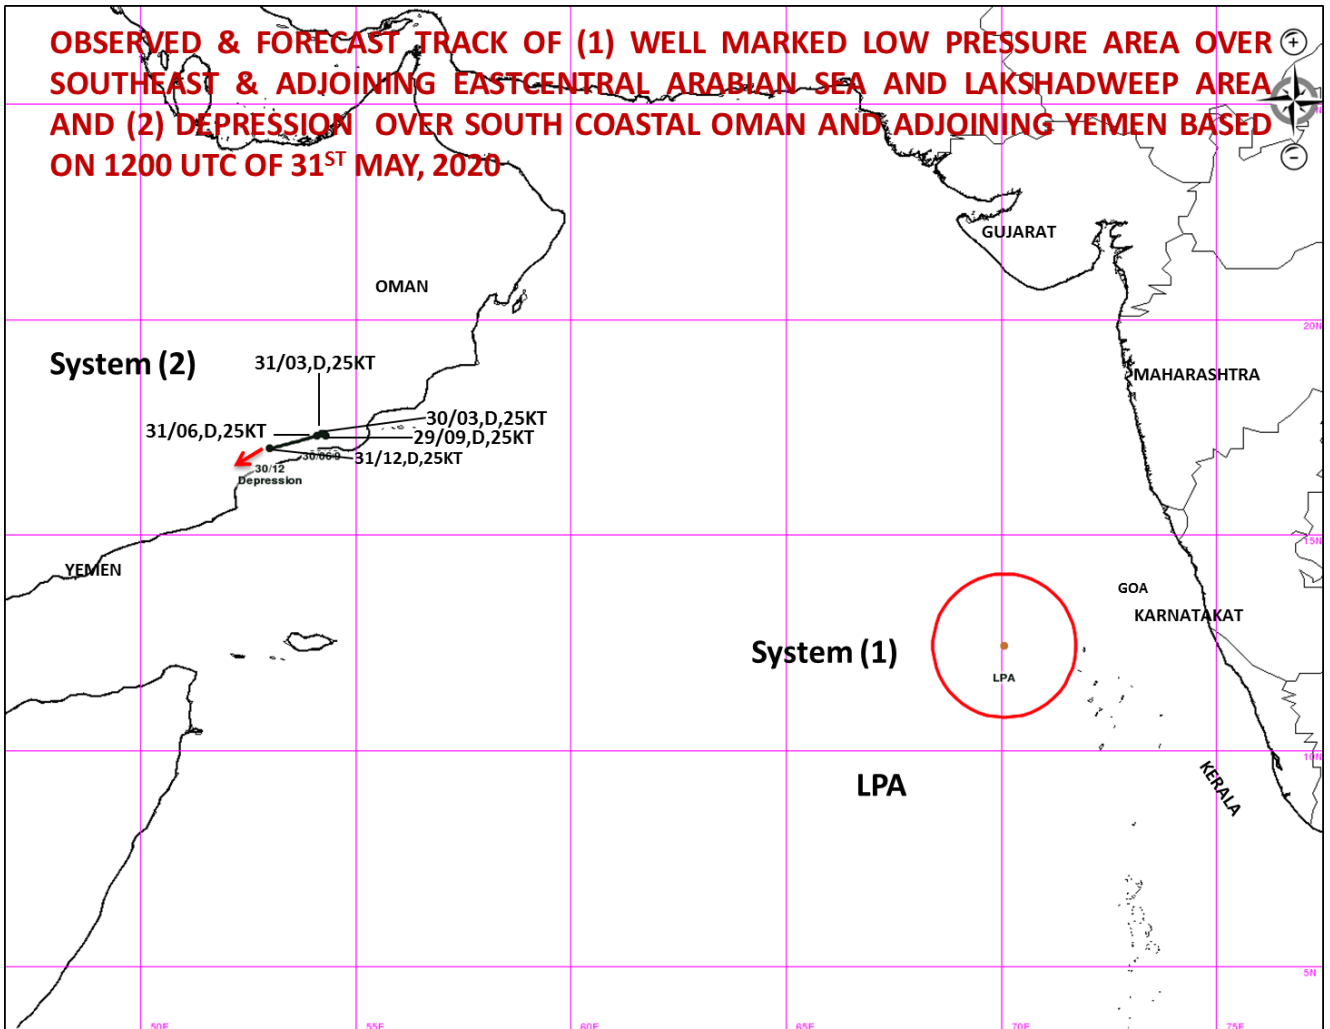 OBSERVED & FORECAST TRACK OF (1) WELL MARKED LOW PRESSURE AREA OVER
SOUTHEAST & ADJOINING EASTCENTRAL ARABIAN SEA AND LAKSHADWEEP AREA
AND (2) DEPRESSION OVER SOUTH COASTAL OMAN AND ADJOINING YEMEN BASED
ON 1200 UTC OF 31ST MAY, 2020
GUJARAT
OMAN
20N
System (2)
31/03,D,25KT
MAHARASHTRA
30/03,D,25KT
31/06,D,25KT
29/09,D,25KT
31/12,D,25KT
30/12
Depression
15N
YEMEN
GOA
KARNATAKAT
System (1)
LPA
10N
LPA
KERALA
5N
50E
55E
60E
65E
70E
75E